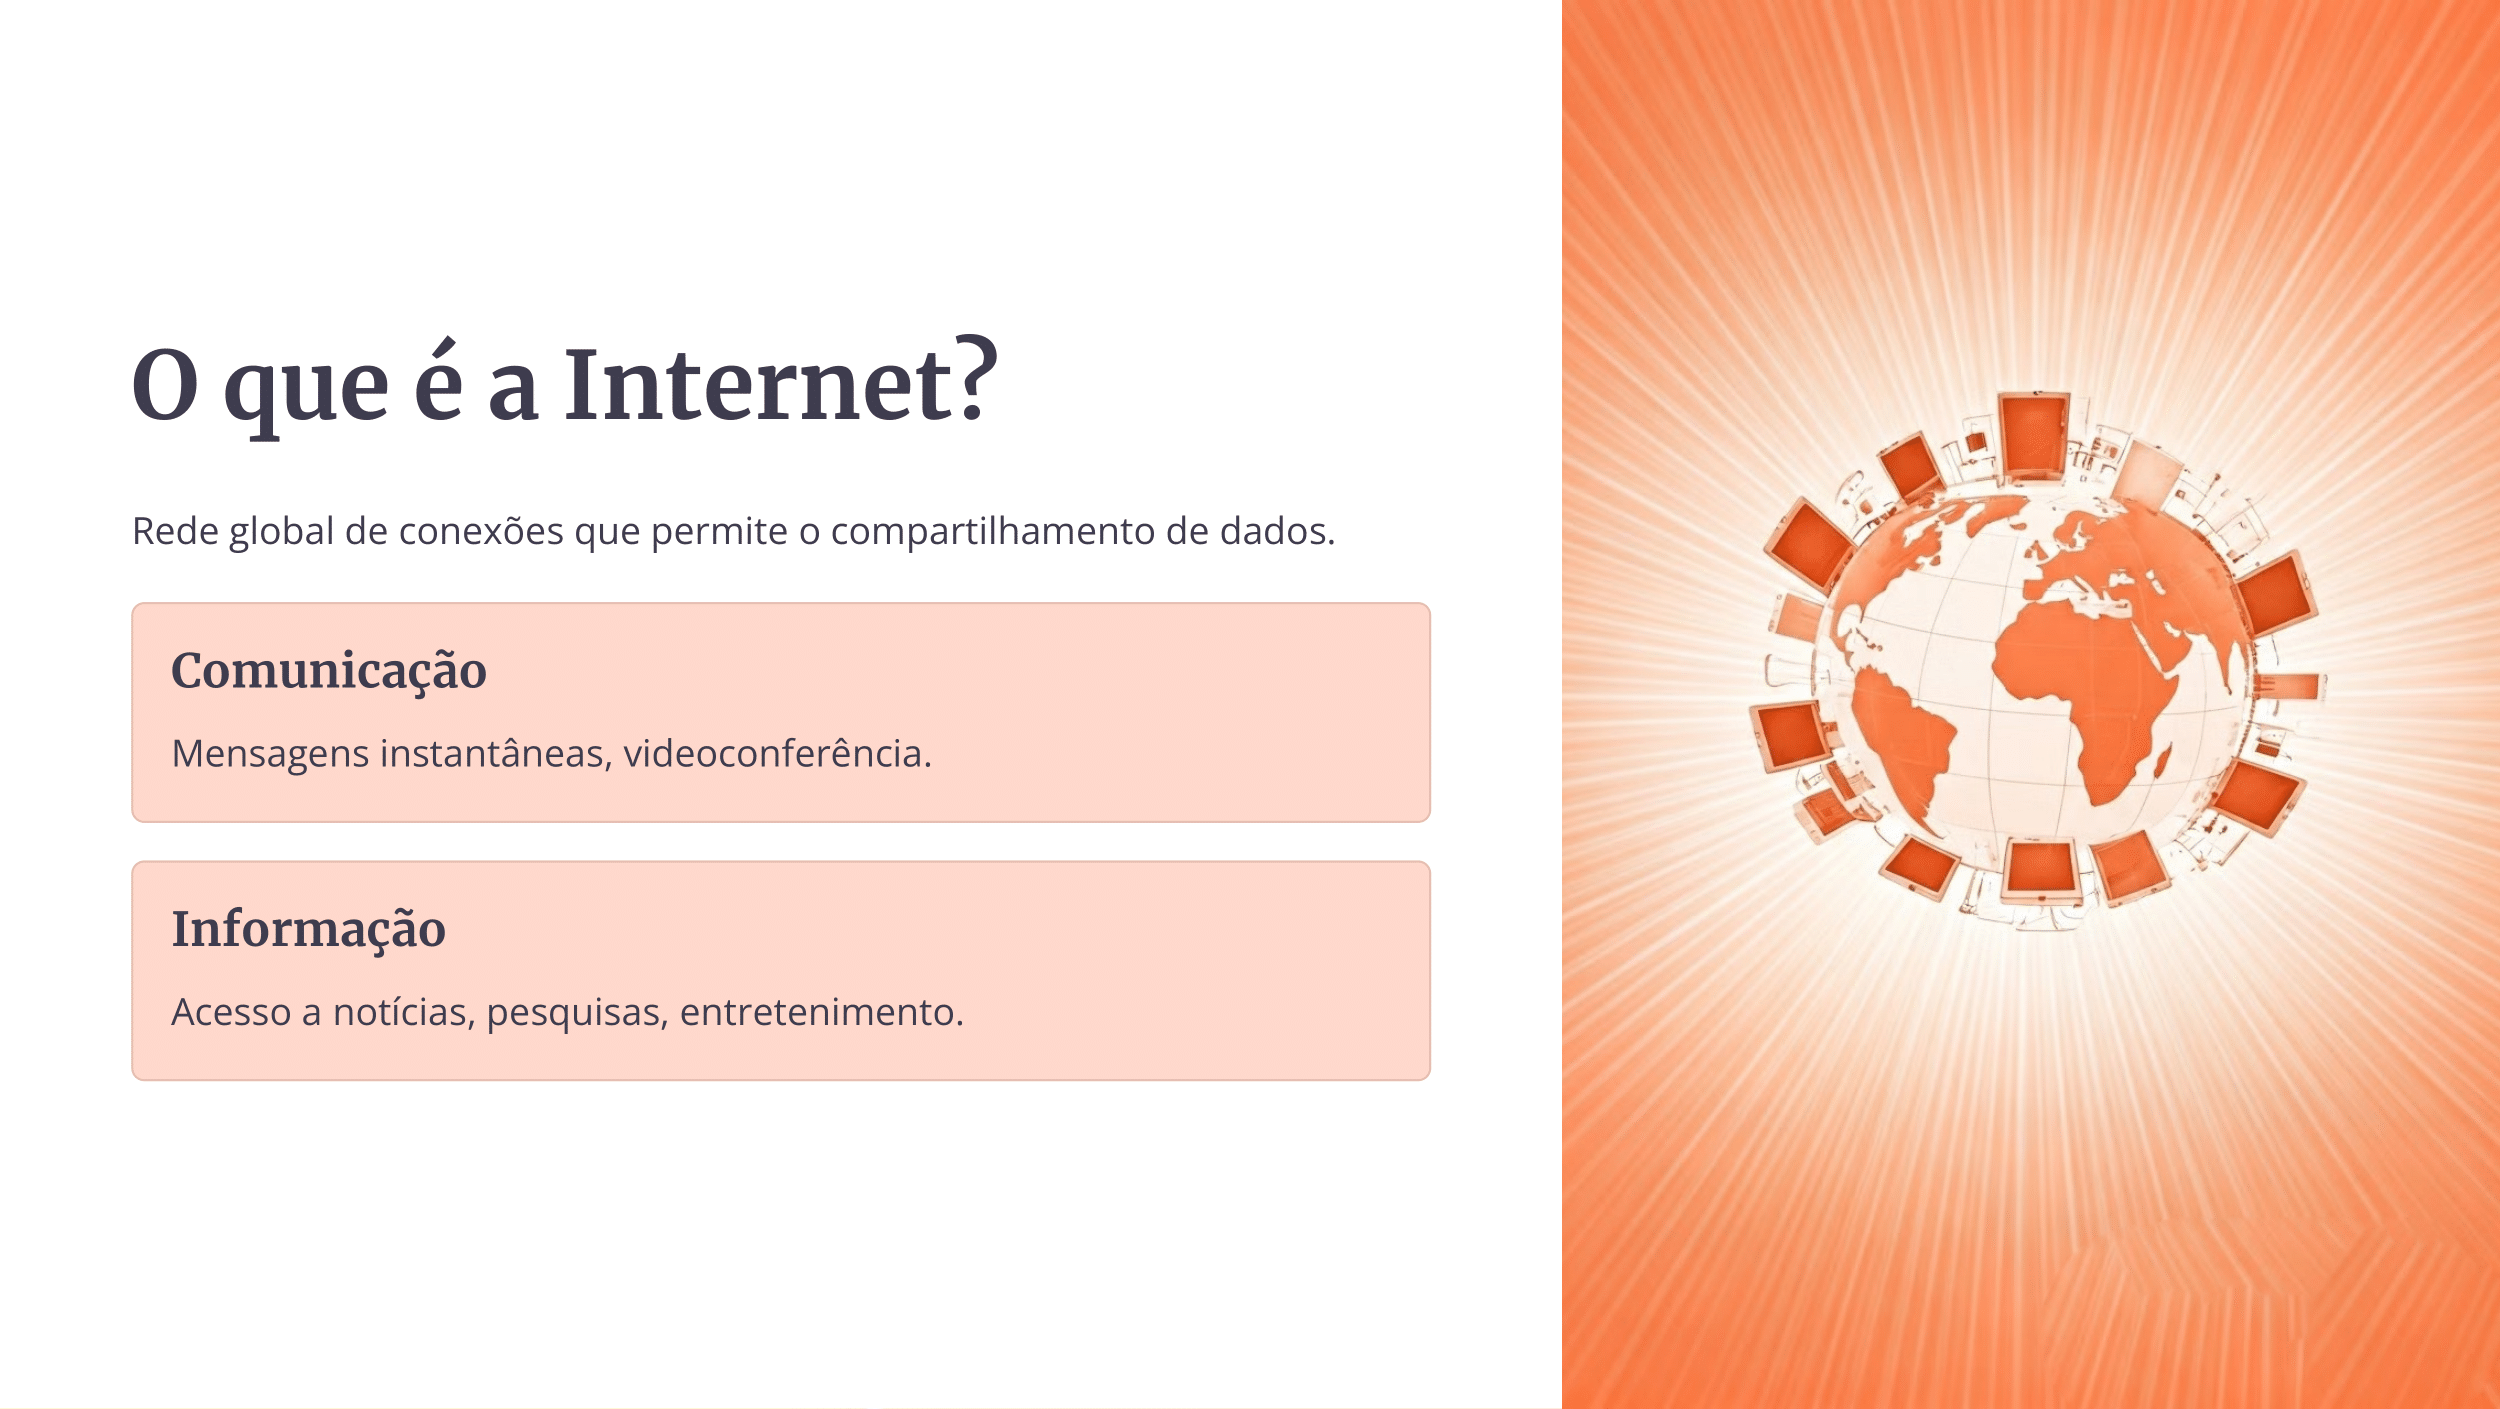 O que é a Internet?
Rede global de conexões que permite o compartilhamento de dados.
Comunicação
Mensagens instantâneas, videoconferência.
Informação
Acesso a notícias, pesquisas, entretenimento.